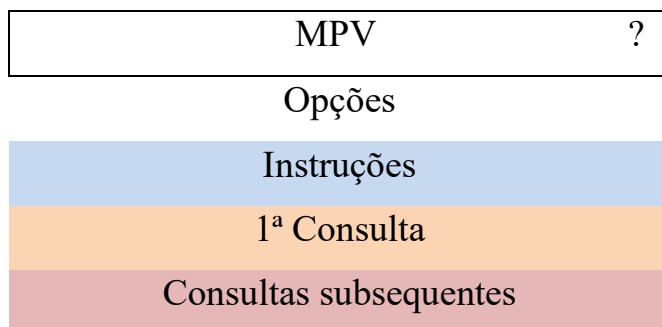 MPV ?
Opções
Instruções
1ª Consulta
Consultas subsequentes